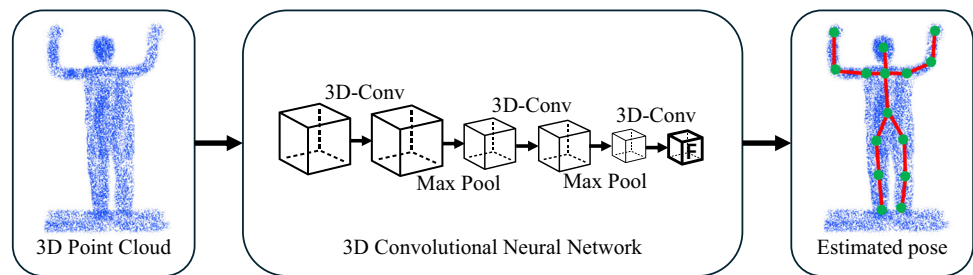 3D-Conv
3D-Conv
3D-Conv
F
Max Pool
Max Pool
3D Point Cloud
3D Convolutional Neural Network
Estimated pose